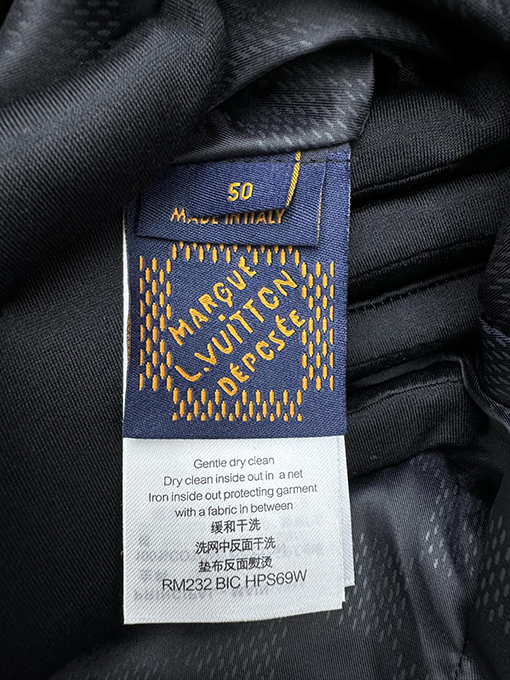 50
MADE IN ITALY
MARQUE
L.VUITTON
DÉPOSÉE
Gentle dry clean
Dry clean inside out in a net
Iron inside out protecting garment
with a fabric in between
缓和干洗
洗网中反面干洗
垫布反面熨烫
RM232 BIC HPS69W